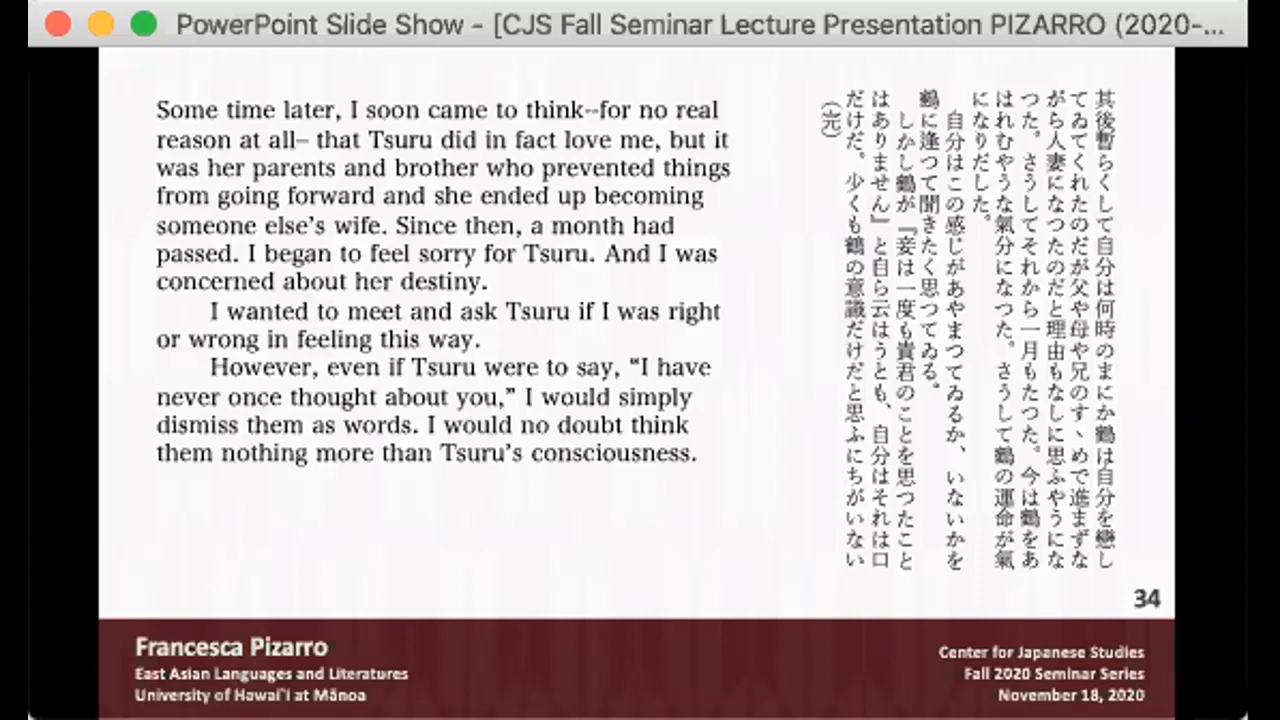 PowerPoint Slide Show – [CJS Fall Seminar Lecture Presentation PIZARRO (2020-...
Some time later, I soon came to think--for no real
reason at all– that Tsuru did in fact love me, but it
was her parents and brother who prevented things
from going forward and she ended up becoming
someone else's wife. Since then, a month had
passed. I began to feel sorry for Tsuru. And I was
concerned about her destiny.
I wanted to meet and ask Tsuru if I was right
or wrong in feeling this way.
However, even if Tsuru were to say, “I have
never once thought about you,” I would simply
dismiss them as words. I would no doubt think
them nothing more than Tsuru's consciousness.
其後暫らくして自分は何時のまにか鶴は自分を戀し
てゐてくれたのだが父や母や兄のすゝめで進まずな
がら人妻になつたのだと理由もなしに思ふやうにな
つた。さうしてそれから一月もたつた。今は鶴をあ
はれむやうな氣分になつた。さうして鶴の運命が氣
になりだした。
自分はこの感じがあやまつてゐるか、いないかを
鶴に逢つて聞きたく思つてゐる。
しかし鶴が『妾は一度も貴君のことを思つたこと
はありません』と自ら云はうとも、自分はそれは口
だけだ。少くも鶴の意識だけだと思ふにちがいない
(完)
34
Francesca Pizarro
East Asian Languages and Literatures
University of Hawai`i at Mānoa
Center for Japanese Studies
Fall 2020 Seminar Series
November 18, 2020